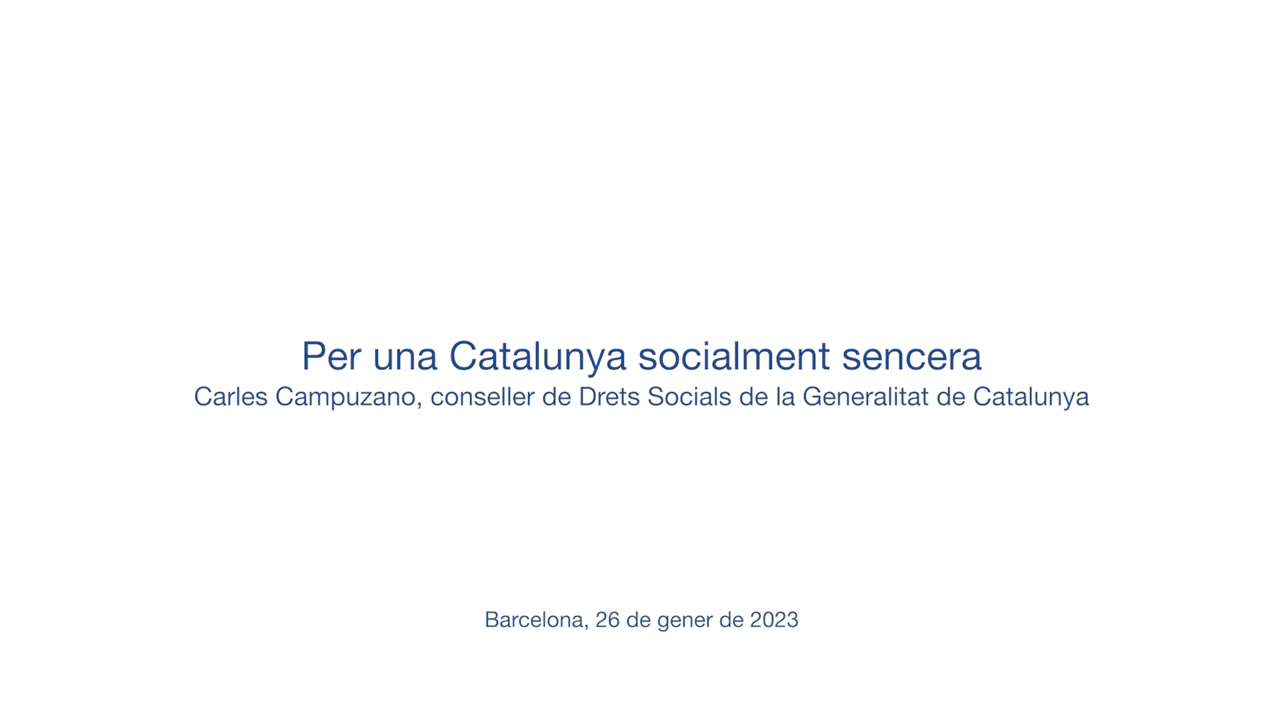 Per una Catalunya socialment sencera
Carles Campuzano, conseller de Drets Socials de la Generalitat de Catalunya
Barcelona, 26 de gener de 2023